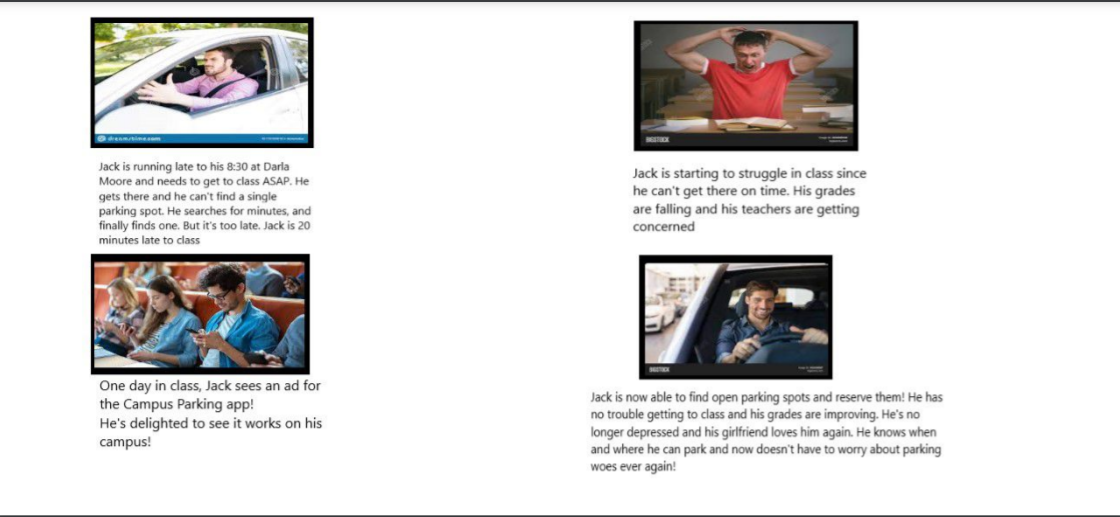 dreamstime.com
Jack is running late to his 8:30 at Darla
Moore and needs to get to class ASAP. He
gets there and he can't find a single
parking spot. He searches for minutes, and
finally finds one. But it's too late. Jack is 20
minutes late to class
BIGSTOCK
Jack is starting to struggle in class since
he can't get there on time. His grades
are falling and his teachers are getting
concerned
One day in class, Jack sees an ad for
the Campus Parking app!
He's delighted to see it works on his
campus!
BIGSTOCK
Jack is now able to find open parking spots and reserve them! He has
no trouble getting to class and his grades are improving. He's no
longer depressed and his girlfriend loves him again. He knows when
and where he can park and now doesn't have to worry about parking
woes ever again!